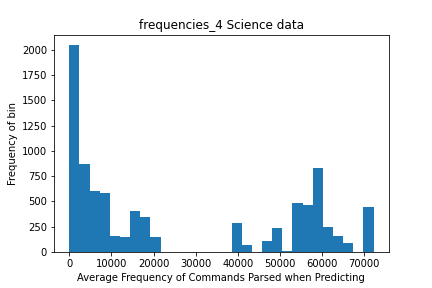 frequencies_4 Science data
Frequency of bin
2000
1750
1500
1250
1000
750
500
250
0
0 10000 20000 30000 40000 50000 60000 70000
Average Frequency of Commands Parsed when Predicting